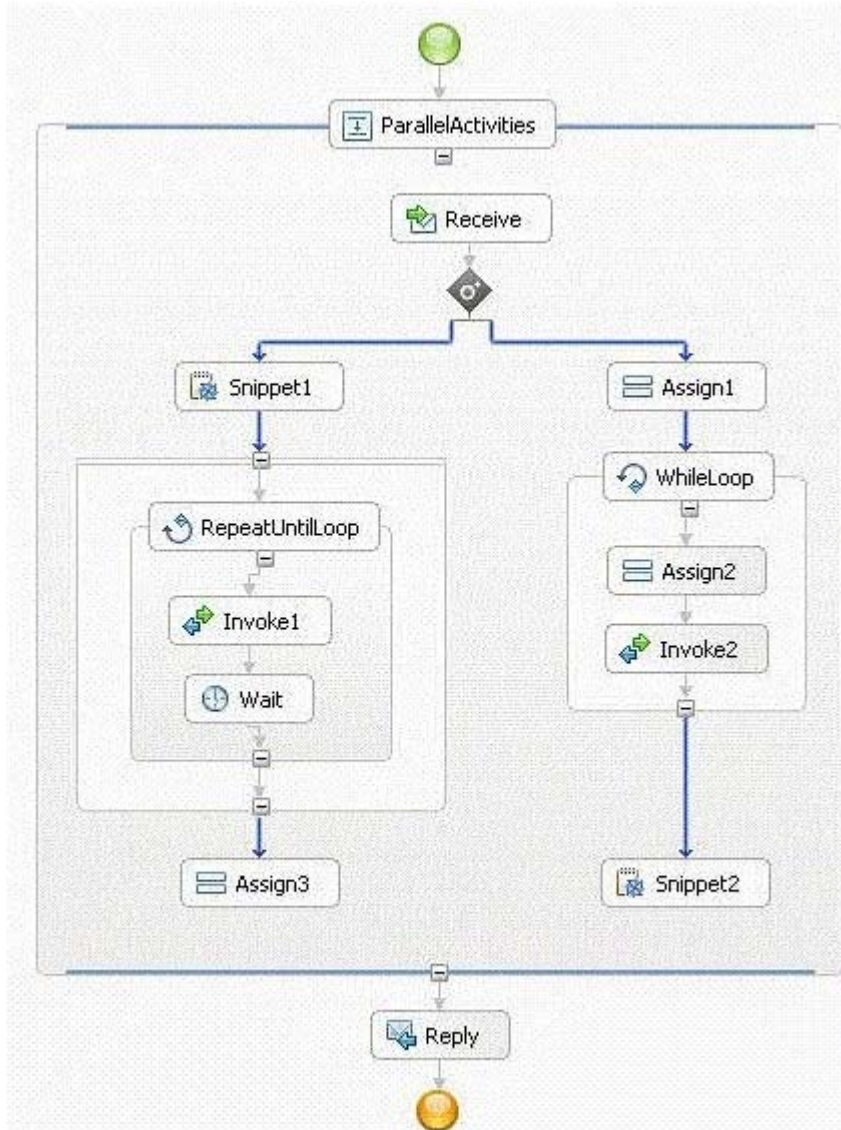 ParallelActivities
Receive
Snippet1
Assign1
WhileLoop
RepeatUntilLoop
Assign2
Invoke1
Invoke2
Wait
Assign3
Snippet2
Reply